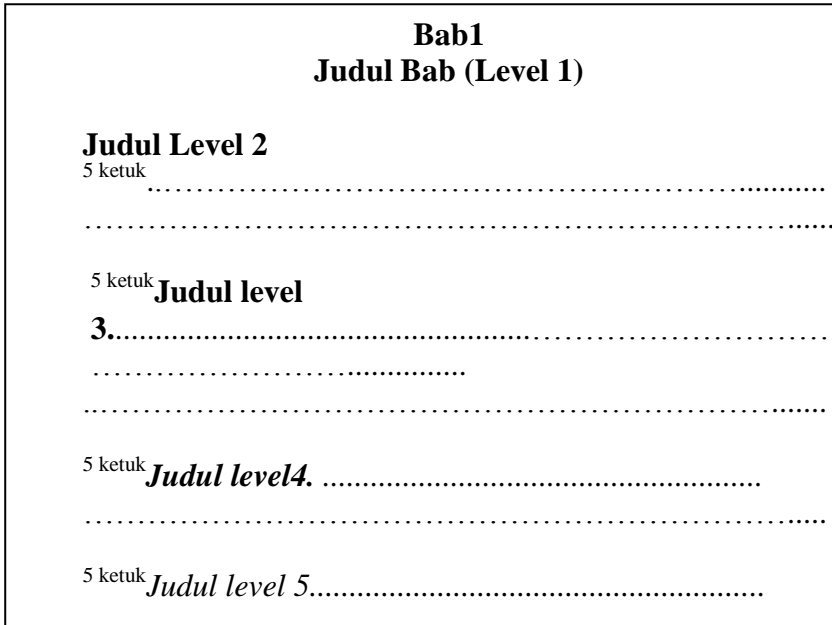 Bab1
Judul Bab (Level 1)
Judul Level 2
5 ketuk..……………………………………………………...........
…………………………………………………………………......
5 ketuk Judul level
3...................................................……………………………
……………………...............
..……………………………………………………………….......
5 ketuk Judul level4. .....................................................
…………………………………………………………………......
5 ketuk Judul level 5.......................................................